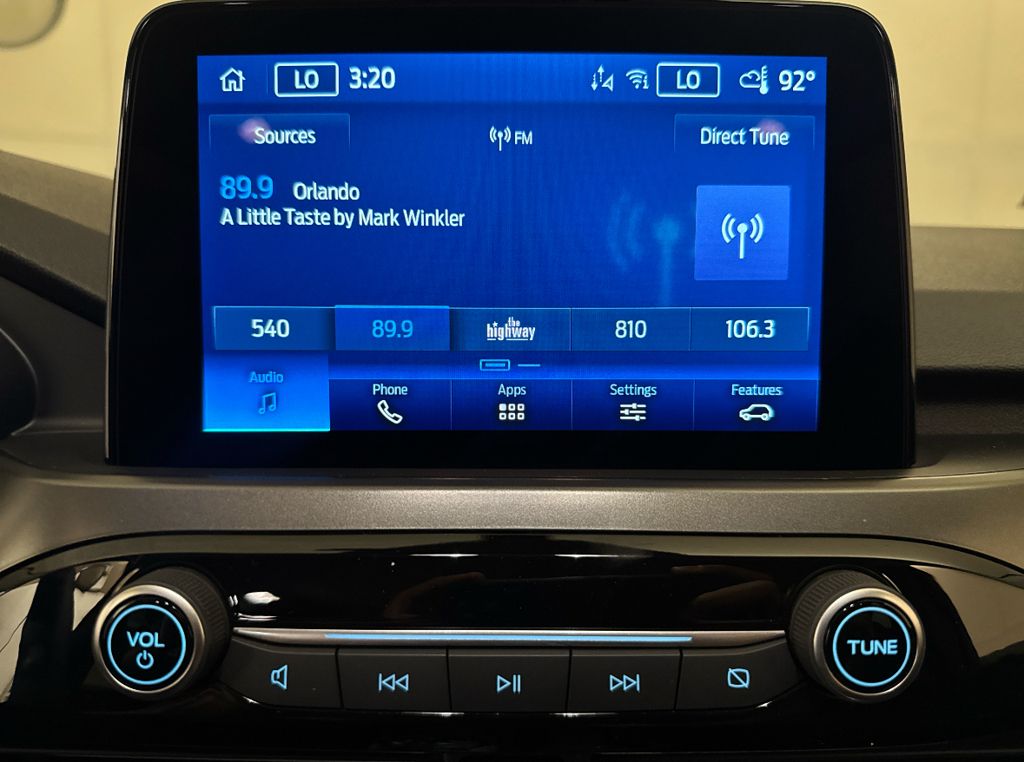 LO 3:20 LO 92°
Sources FM Direct Tune
89.9 Orlando
A Little Taste by Mark Winkler
540 89.9 the highway 810 106.3
Audio Phone Apps Settings Features
VOL TUNE